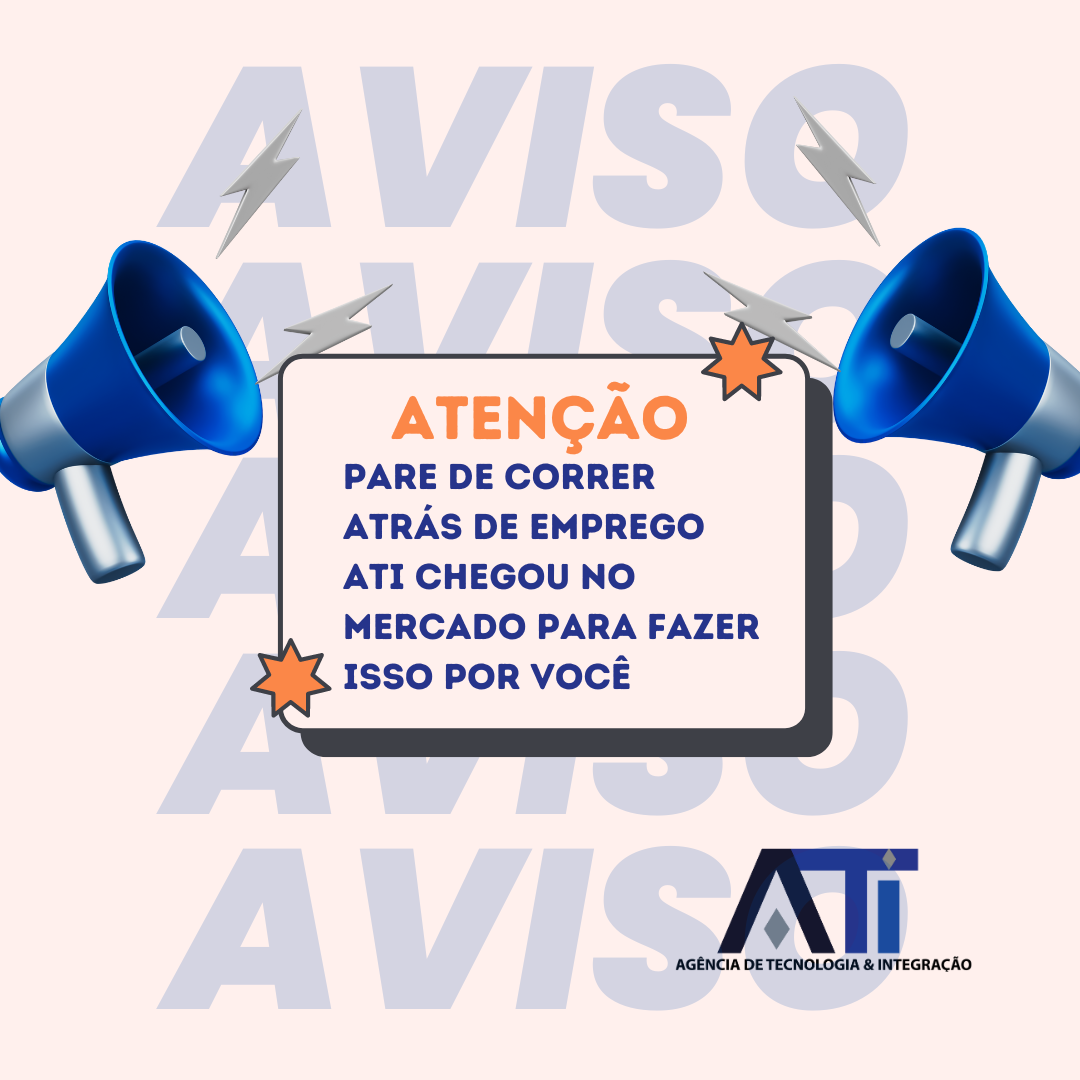 AVISO
AVISO
ATENÇÃO
PARE DE CORRER
ATRÁS DE EMPREGO
ATI CHEGOU NO
MERCADO PARA FAZER
ISSO POR VOCÊ
AVISO
AVISO
AVISO
ATi
AGÊNCIA DE TECNOLOGIA & INTEGRAÇÃO